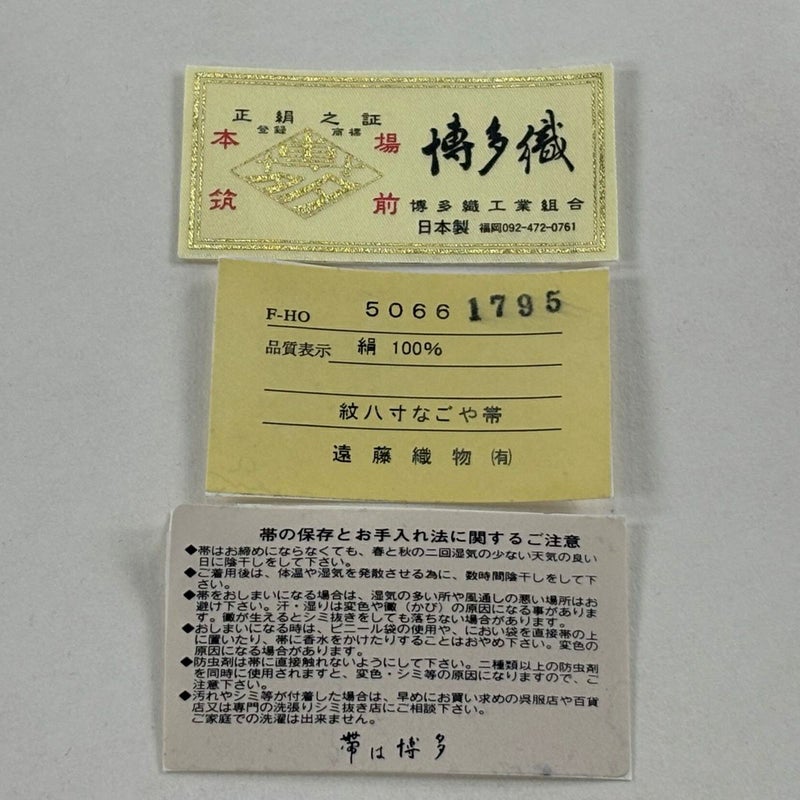 正絹之証
登録 商標
本 場
筑 前
博多織
博多織工業組合
日本製 福岡092-472-0761
F-HO 5066 1795
品質表示 絹 100%
紋八寸なごや帯
遠藤織物(有)
帯の保存とお手入れ法に関するご注意
◆帯はお締めにならなくても、春と秋の二回湿気の少ない天気の良い
日に陰干しをして下さい。
◆ご着用後は、体温や湿気を発散させる為に、数時間陰干しをして下
さい。
◆帯をおしまいになる場合は、湿気の多い所や風通しの悪い場所はお
避け下さい。汗・湿りは変色や黴(かび)の原因になる事がありま
す。黴が生えるとシミ抜きをしても落ちない場合があります。
◆おしまいになる時は、ビニール袋の使用や、におい袋を直接帯の上
に置いたり、帯に香水をかけたりすることはおやめ下さい。変色の
原因になる場合があります。
◆防虫剤は帯に直接触れないようにして下さい。二種類以上の防虫剤
を同時に使用されますと、変色・シミ等の原因になりますので、ご
注意下さい。
◆汚れやシミ等が付着した場合は、早めにお買い求めの呉服店や百貨
店又は専門の洗張りシミ抜き店にご相談下さい。
ご家庭での洗濯は出来ません。
帯は博多